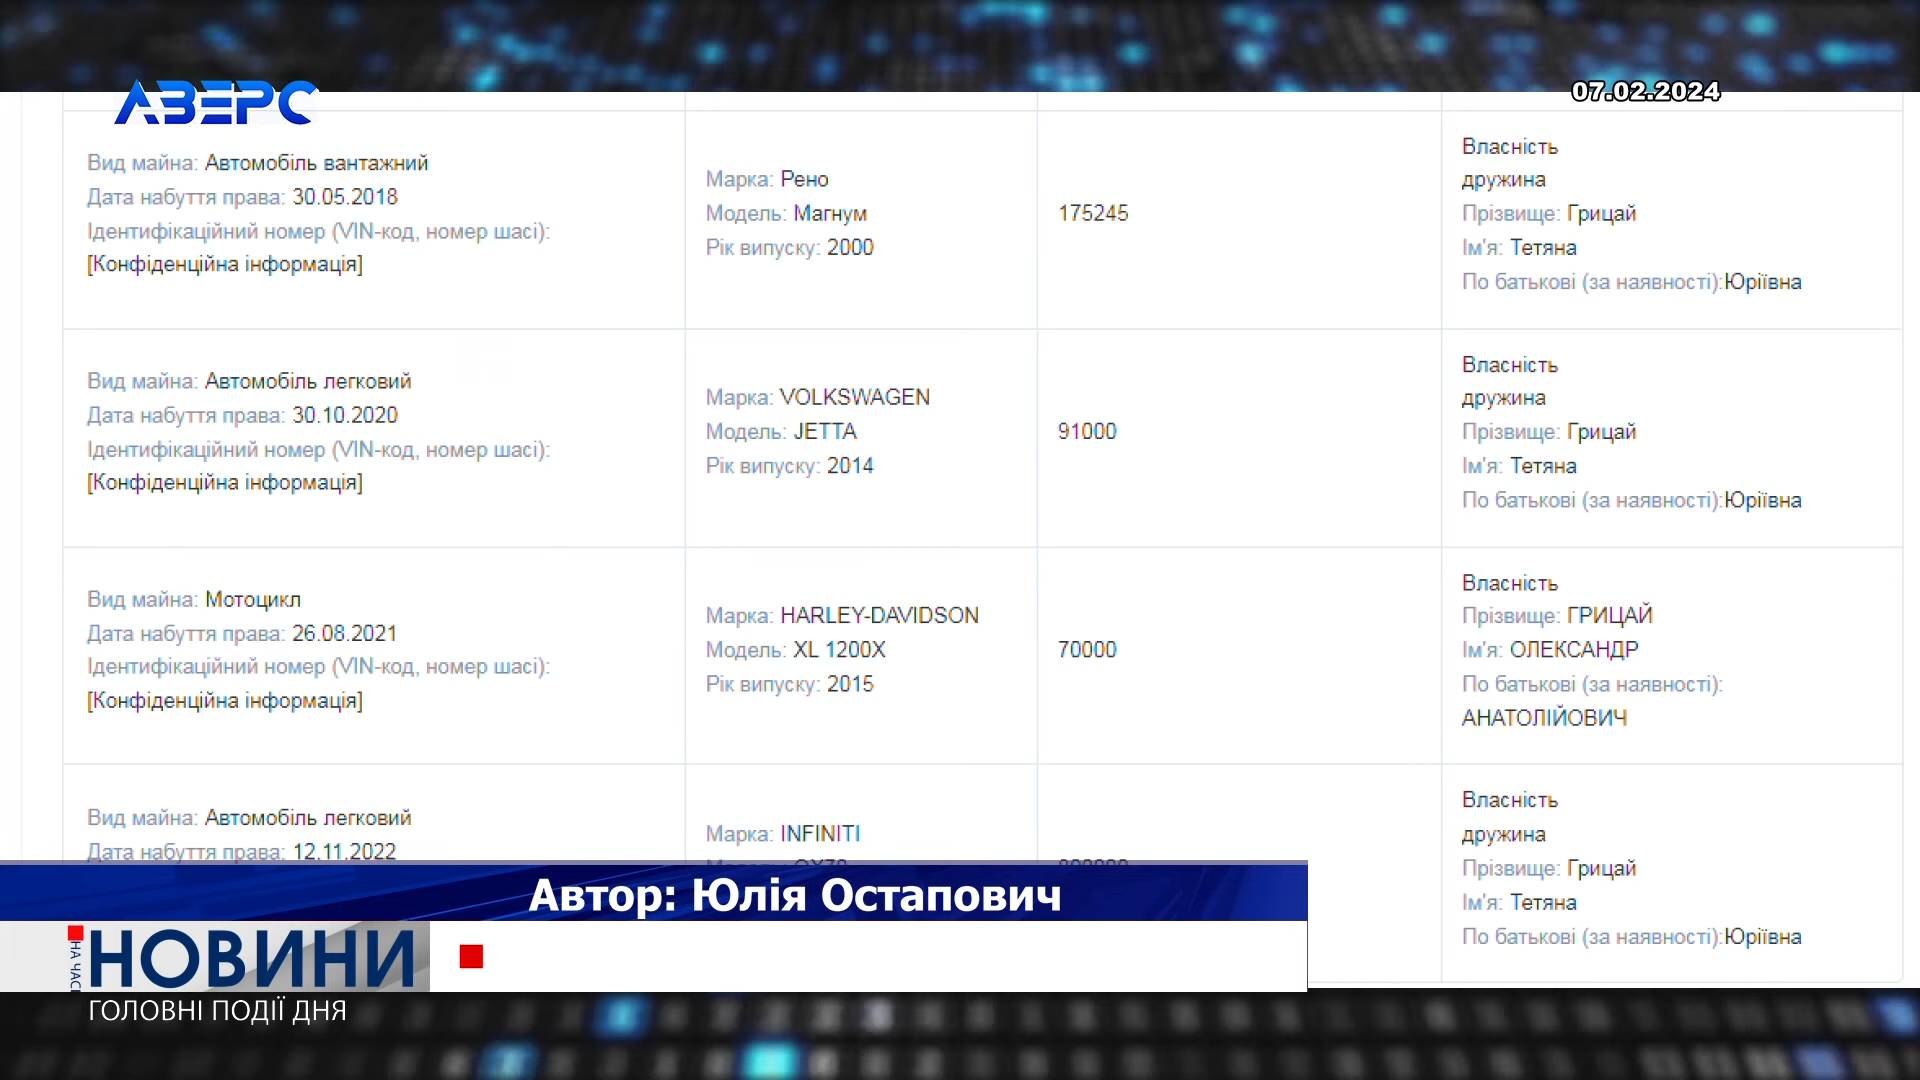 АВЕРС
07.02.2024
Вид майна: Автомобіль вантажний
Дата набуття права: 30.05.2018
Ідентифікаційний номер (VIN-код, номер шасі):
[Конфіденційна інформація]
Марка: Рено
Модель: Магнум
Рік випуску: 2000
175245
Власність
дружина
Прізвище: Грицай
Ім'я: Тетяна
По батькові (за наявності):Юріївна
Вид майна: Автомобіль легковий
Дата набуття права: 30.10.2020
Ідентифікаційний номер (VIN-код, номер шасі):
[Конфіденційна інформація]
Марка: VOLKSWAGEN
Модель: JETTA
Рік випуску: 2014
91000
Власність
дружина
Прізвище: Грицай
Ім'я: Тетяна
По батькові (за наявності):Юріївна
Вид майна: Мотоцикл
Дата набуття права: 26.08.2021
Ідентифікаційний номер (VIN-код, номер шасі):
[Конфіденційна інформація]
Марка: HARLEY-DAVIDSON
Модель: XL 1200X
Рік випуску: 2015
70000
Власність
Прізвище: ГРИЦАЙ
Ім'я: ОЛЕКСАНДР
По батькові (за наявності):
АНАТОЛІЙОВИЧ
Вид майна: Автомобіль легковий
Дата набуття права: 12.11.2022
Марка: INFINITI
Власність
дружина
Прізвище: Грицай
Ім'я: Тетяна
По батькові (за наявності):Юріївна
Автор: Юлія Остапович
НА ЧАСІ
НОВИНИ
ГОЛОВНІ ПОДІЇ ДНЯ